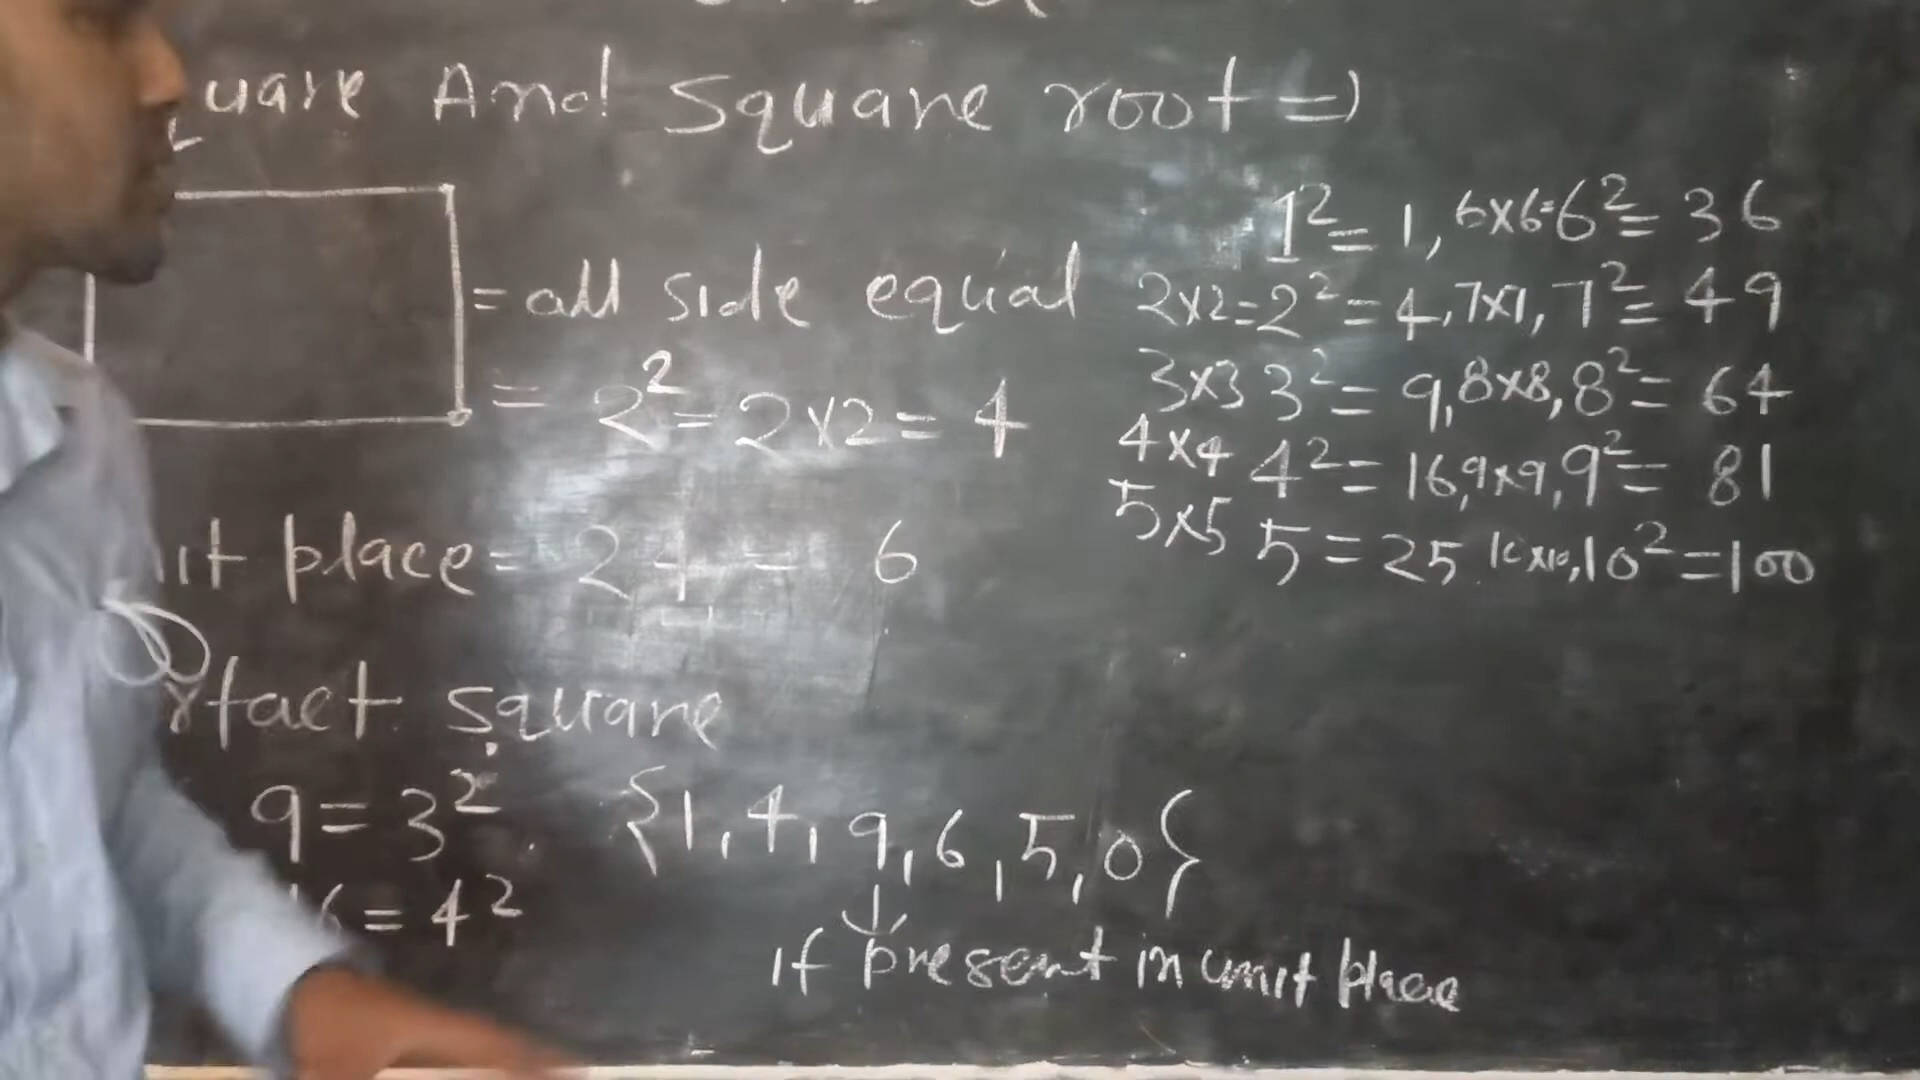 quare And Square root =>
= all side equal
= 2² = 2×2 = 4
1² = 1, 6×6=6² = 36
2×2=2² = 4, 7×7, 7² = 49
3×3 3² = 9, 8×8, 8² = 64
4×4 4² = 16, 9×9, 9² = 81
5×5 5 = 25 10×10, 10² = 100
it place = 24 = 6
rfact square
9 = 3²
16 = 4²
{1, 4, 9, 6, 5, 0}
if present in unit place